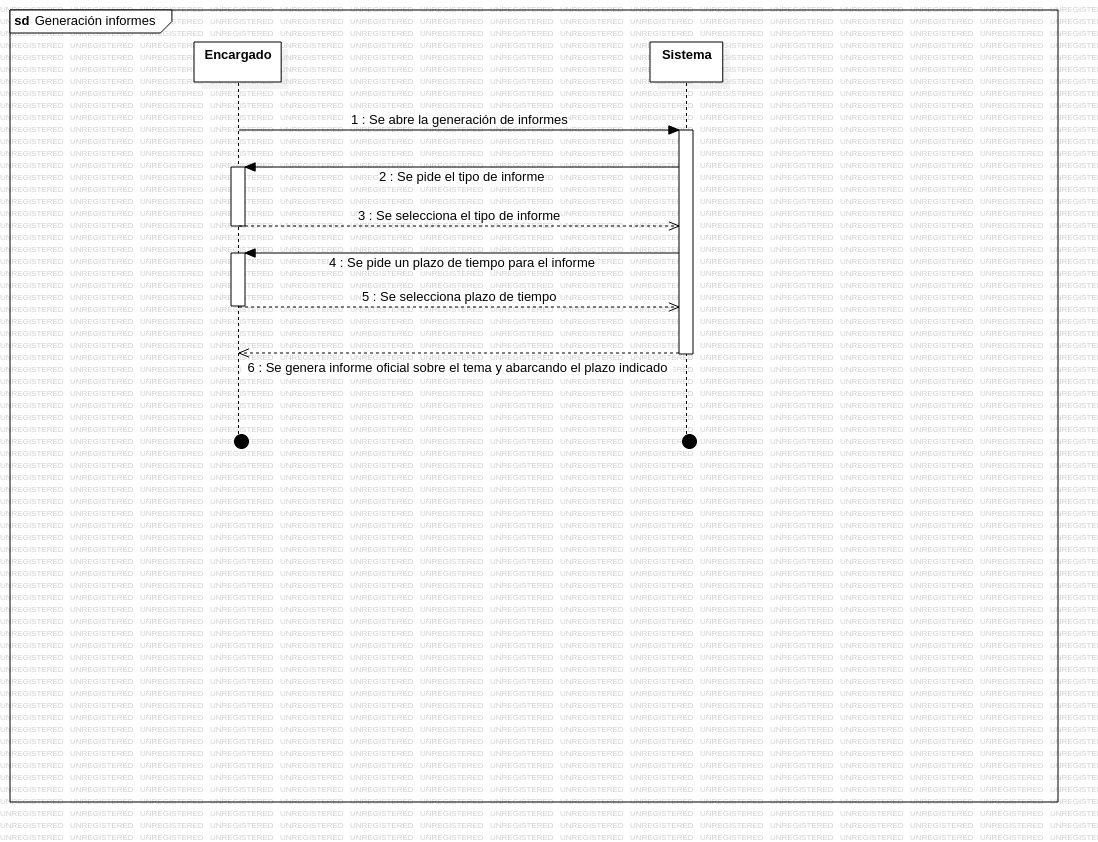 sd Generación informes
Encargado
Sistema
1 : Se abre la generación de informes
2 : Se pide el tipo de informe
3 : Se selecciona el tipo de informe
4 : Se pide un plazo de tiempo para el informe
5 : Se selecciona plazo de tiempo
6 : Se genera informe oficial sobre el tema y abarcando el plazo indicado
UNREGISTERED